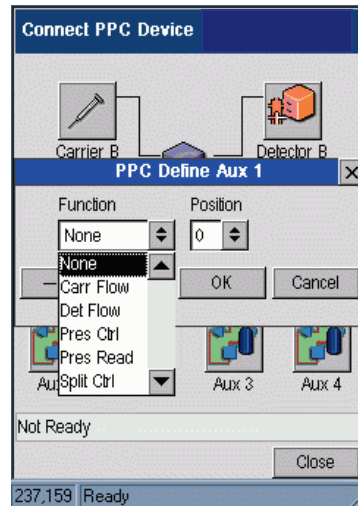 Connect PPC Device
Carrier B
Detector B
PPC Define Aux 1
Function
Position
None
0
None
Carr Flow
Det Flow
Pres Ctrl
Pres Read
Split Ctrl
OK
Cancel
Au
Aux 3
Aux 4
Not Ready
Close
237,159
Ready